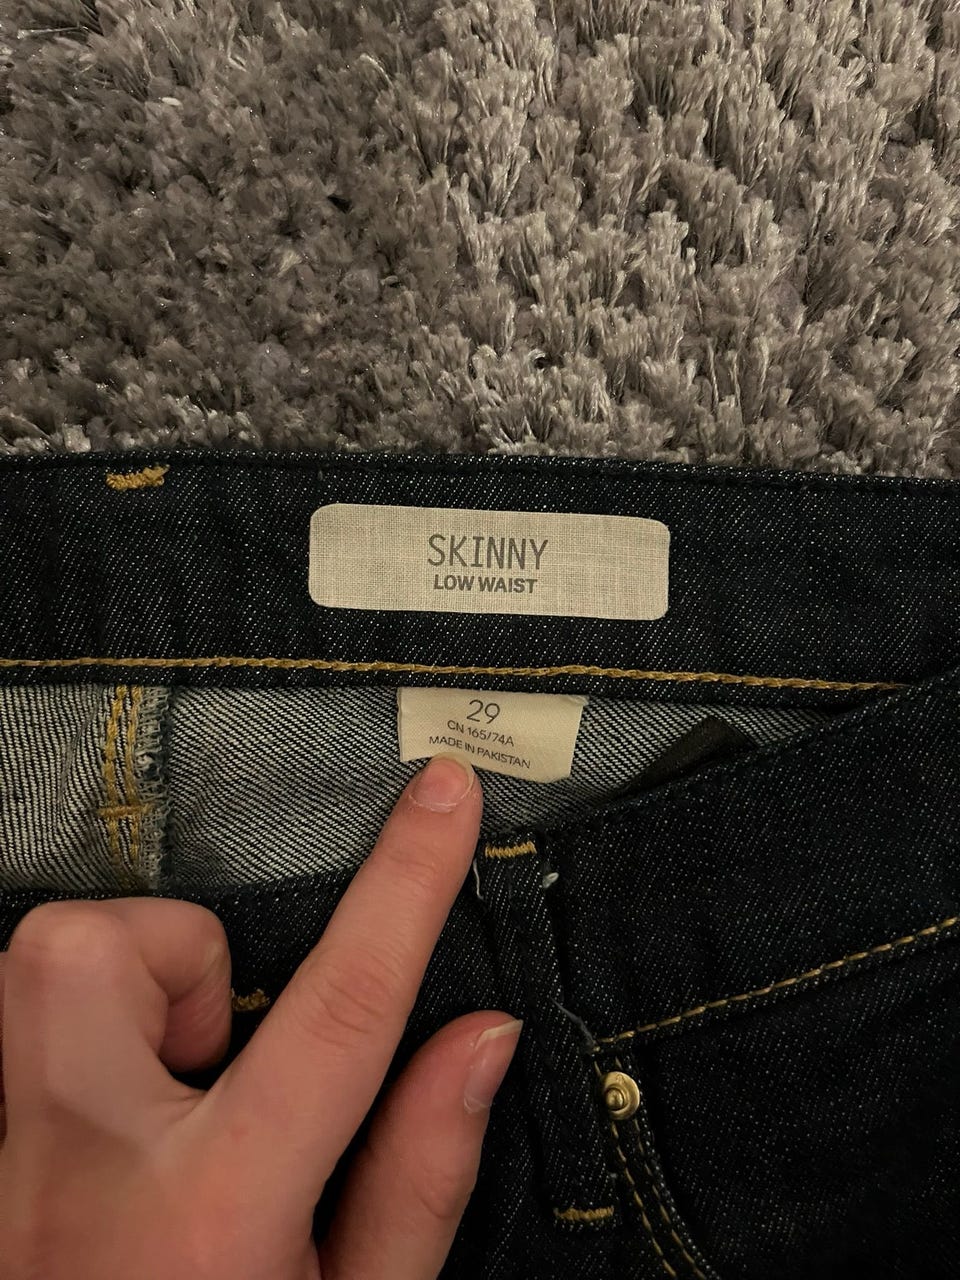 SKINNY
LOW WAIST
29
CN 165/74A
MADE IN PAKISTAN